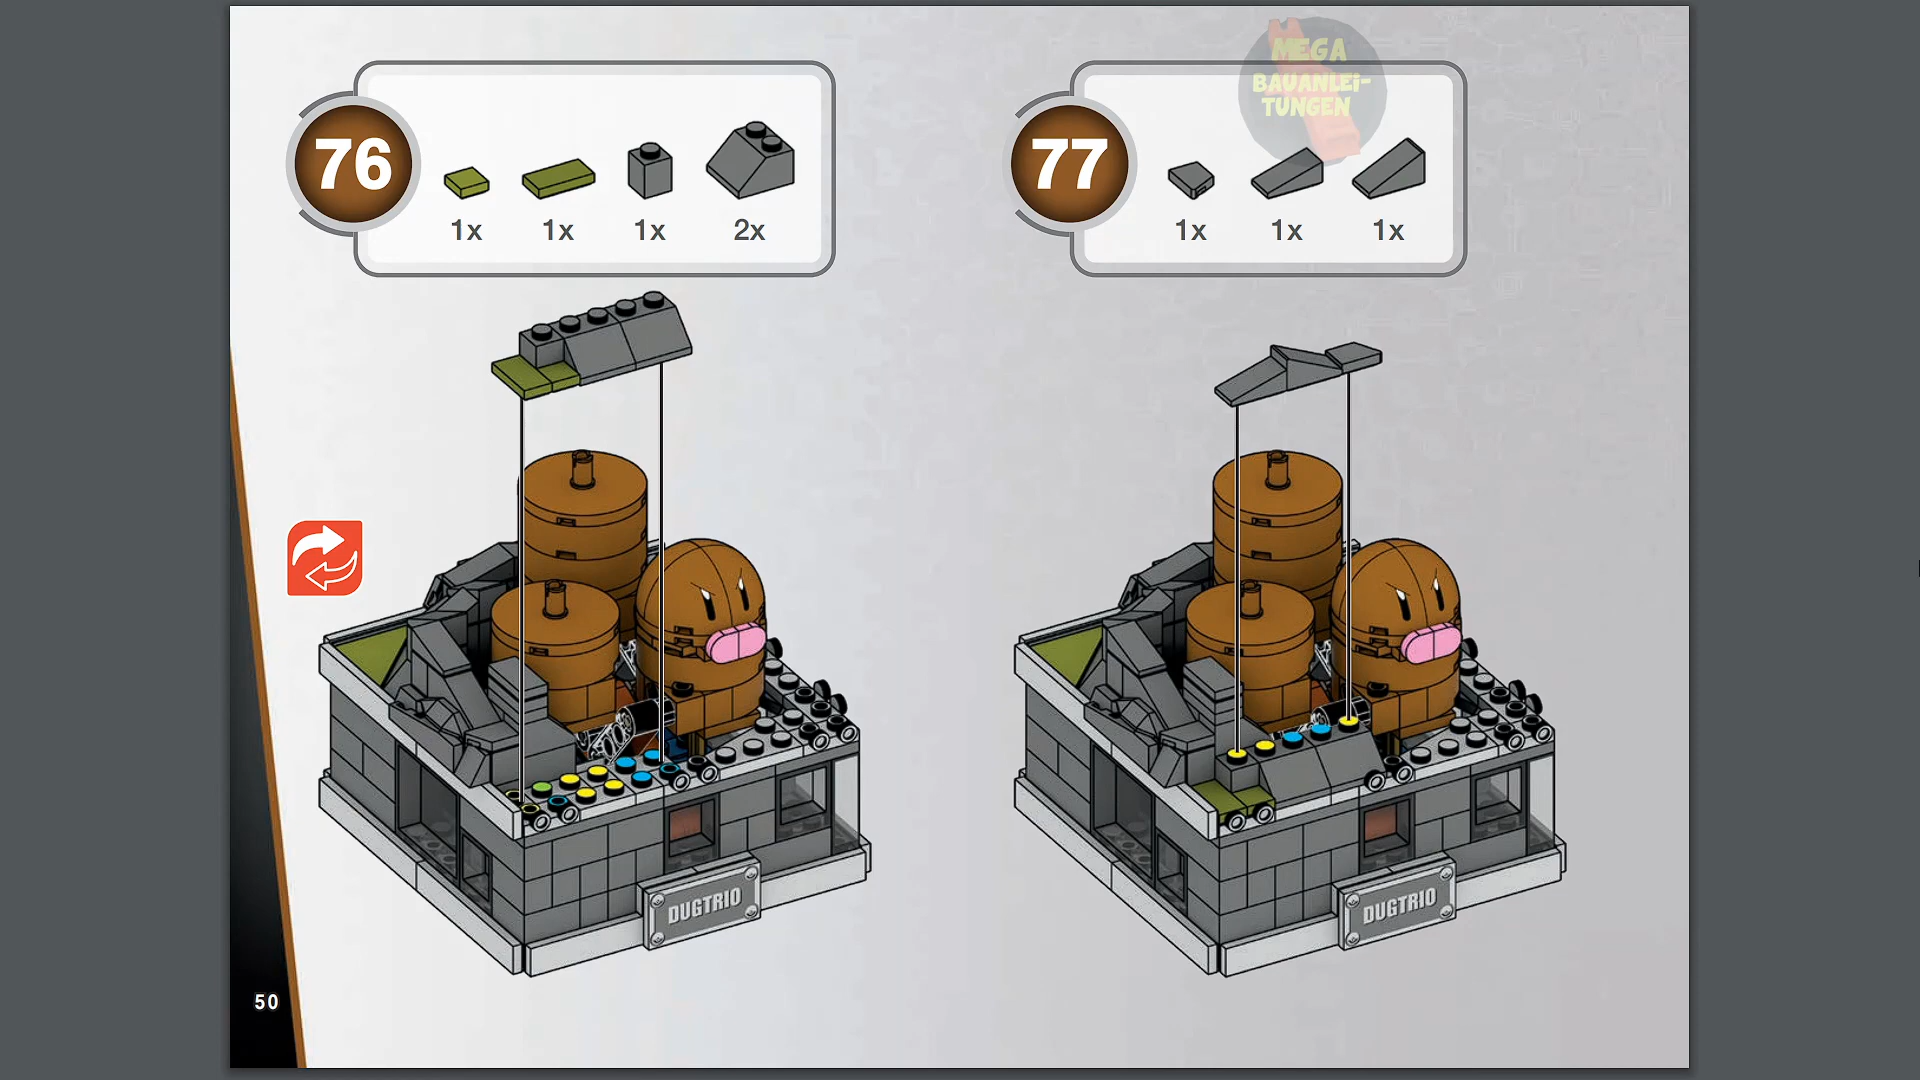 MEGA
BAUANLEi-
TUNGEN
76
1x 1x 1x 2x
77
1x 1x 1x
DUGTRIO
DUGTRIO
50